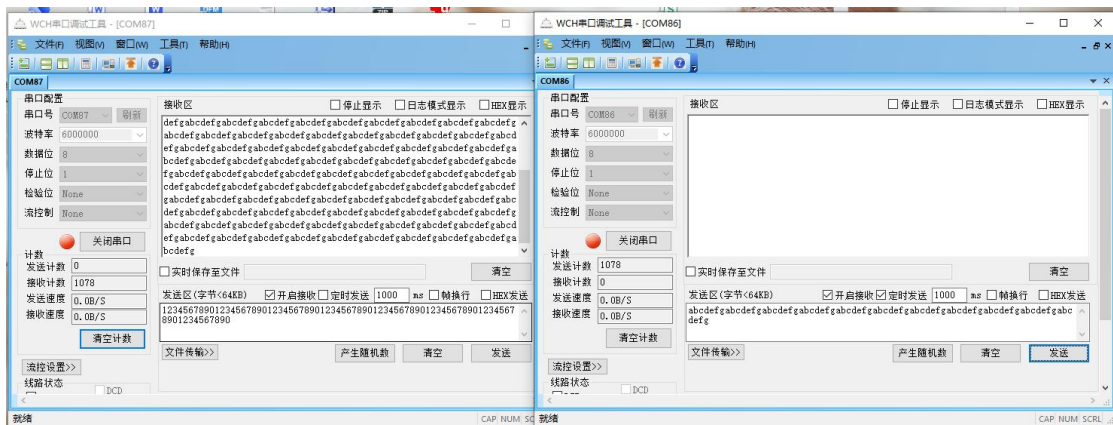 WCH串口调试工具 - [COM87]
文件(F) 视图(V) 窗口(W) 工具(T) 帮助(H)
COM87
串口配置
串口号 COM87 刷新
波特率 6000000
数据位 8
停止位 1
检验位 None
流控制 None
关闭串口
计数
发送计数 0
接收计数 1078
发送速度 0.0B/S
接收速度 0.0B/S
清空计数
流控设置>>
线路状态
DCD
接收区 停止显示 日志模式显示 HEX显示
defgabcdefgabcdefgabcdefgabcdefgabcdefgabcdefgabcdefgabcdefg
abcdefgabcdefgabcdefgabcdefgabcdefgabcdefgabcdefgabcdefgabcd
efgabcdefgabcdefgabcdefgabcdefgabcdefgabcdefgabcdefgabcdefga
bcdefgabcdefgabcdefgabcdefgabcdefgabcdefgabcdefgabcdefgabcde
fgabcdefgabcdefgabcdefgabcdefgabcdefgabcdefgabcdefgabcdefgab
cdefgabcdefgabcdefgabcdefgabcdefgabcdefgabcdefgabcdefgabcdef
gabcdefgabcdefgabcdefgabcdefgabcdefgabcdefgabcdefgabcdefgabc
defgabcdefgabcdefgabcdefgabcdefgabcdefgabcdefgabcdefgabcdefg
abcdefgabcdefgabcdefgabcdefgabcdefgabcdefgabcdefgabcdefgabcd
efgabcdefgabcdefgabcdefgabcdefgabcdefgabcdefgabcdefgabcdefga
bcdefg
实时保存至文件 清空
发送区(字节<64KB) 开启接收 定时发送 1000 ms 帧换行 HEX发送
123456789012345678901234567890123456789012345678901234567
8901234567890
文件传输>> 产生随机数 清空 发送
就绪 CAP NUM SC
WCH串口调试工具 - [COM86]
文件(F) 视图(V) 窗口(W) 工具(T) 帮助(H)
COM86
串口配置
串口号 COM86 刷新
波特率 6000000
数据位 8
停止位 1
检验位 None
流控制 None
关闭串口
计数
发送计数 1078
接收计数 0
发送速度 0.0B/S
接收速度 0.0B/S
清空计数
流控设置>>
线路状态
DCD
接收区 停止显示 日志模式显示 HEX显示
实时保存至文件 清空
发送区(字节<64KB) 开启接收 定时发送 1000 ms 帧换行 HEX发送
abcdefgabcdefgabcdefgabcdefgabcdefgabcdefgabcdefgabcdefgabc
defg
文件传输>> 产生随机数 清空 发送
就绪 CAP NUM SCRL